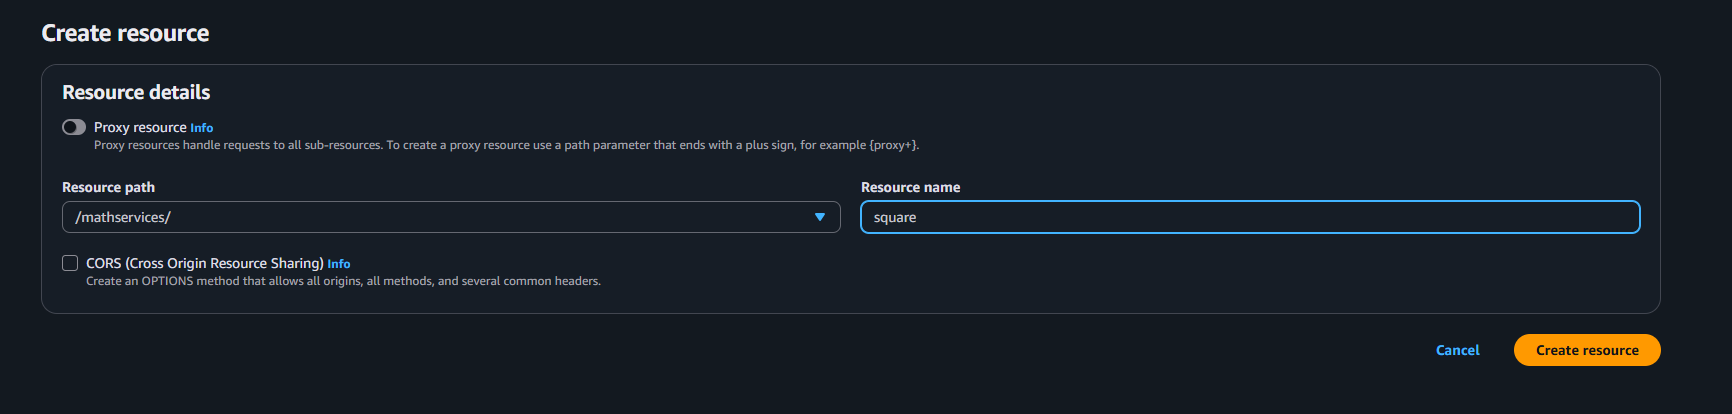 Create resource
Resource details
Proxy resource Info
Proxy resources handle requests to all sub-resources. To create a proxy resource use a path parameter that ends with a plus sign, for example {proxy+}.
Resource path
Resource name
/mathservices/
square
CORS (Cross Origin Resource Sharing) Info
Create an OPTIONS method that allows all origins, all methods, and several common headers.
Cancel
Create resource